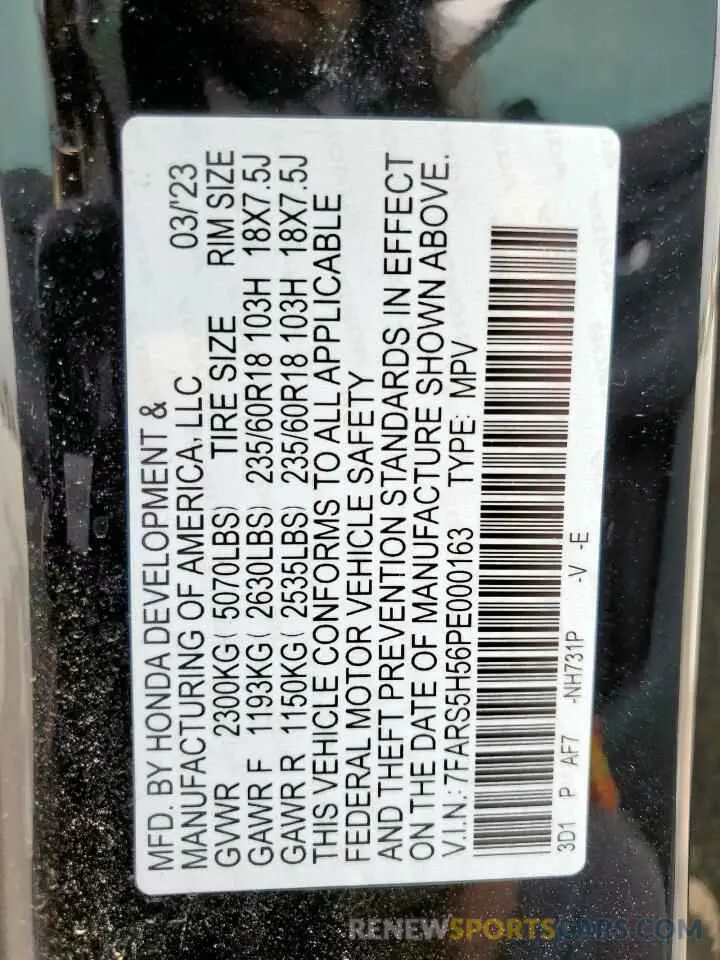 MFD. BY HONDA DEVELOPMENT &
MANUFACTURING OF AMERICA, LLC 03/'23
GVWR 2300KG( 5070LBS) TIRE SIZE RIM SIZE
GAWR F 1193KG( 2630LBS) 235/60R18 103H 18X7.5J
GAWR R 1150KG( 2535LBS) 235/60R18 103H 18X7.5J
THIS VEHICLE CONFORMS TO ALL APPLICABLE
FEDERAL MOTOR VEHICLE SAFETY
AND THEFT PREVENTION STANDARDS IN EFFECT
ON THE DATE OF MANUFACTURE SHOWN ABOVE.
V.I.N.: 7FARS5H56PE000163 TYPE: MPV
3D1 P AF7 -NH731P -V -E
RENEWSPORTSCARS.COM